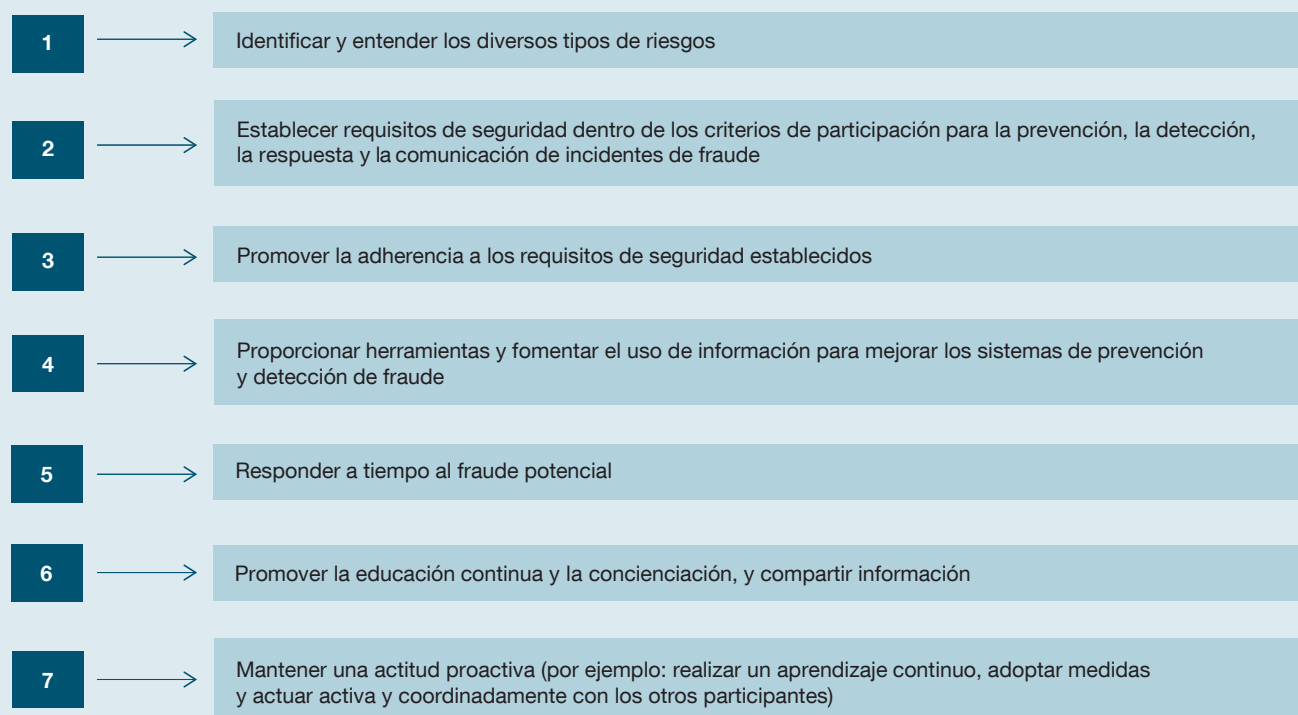 1
Identificar y entender los diversos tipos de riesgos
2
Establecer requisitos de seguridad dentro de los criterios de participación para la prevención, la detección,
la respuesta y la comunicación de incidentes de fraude
3
Promover la adherencia a los requisitos de seguridad establecidos
4
Proporcionar herramientas y fomentar el uso de información para mejorar los sistemas de prevención
y detección de fraude
5
Responder a tiempo al fraude potencial
6
Promover la educación continua y la concienciación, y compartir información
7
Mantener una actitud proactiva (por ejemplo: realizar un aprendizaje continuo, adoptar medidas
y actuar activa y coordinadamente con los otros participantes)